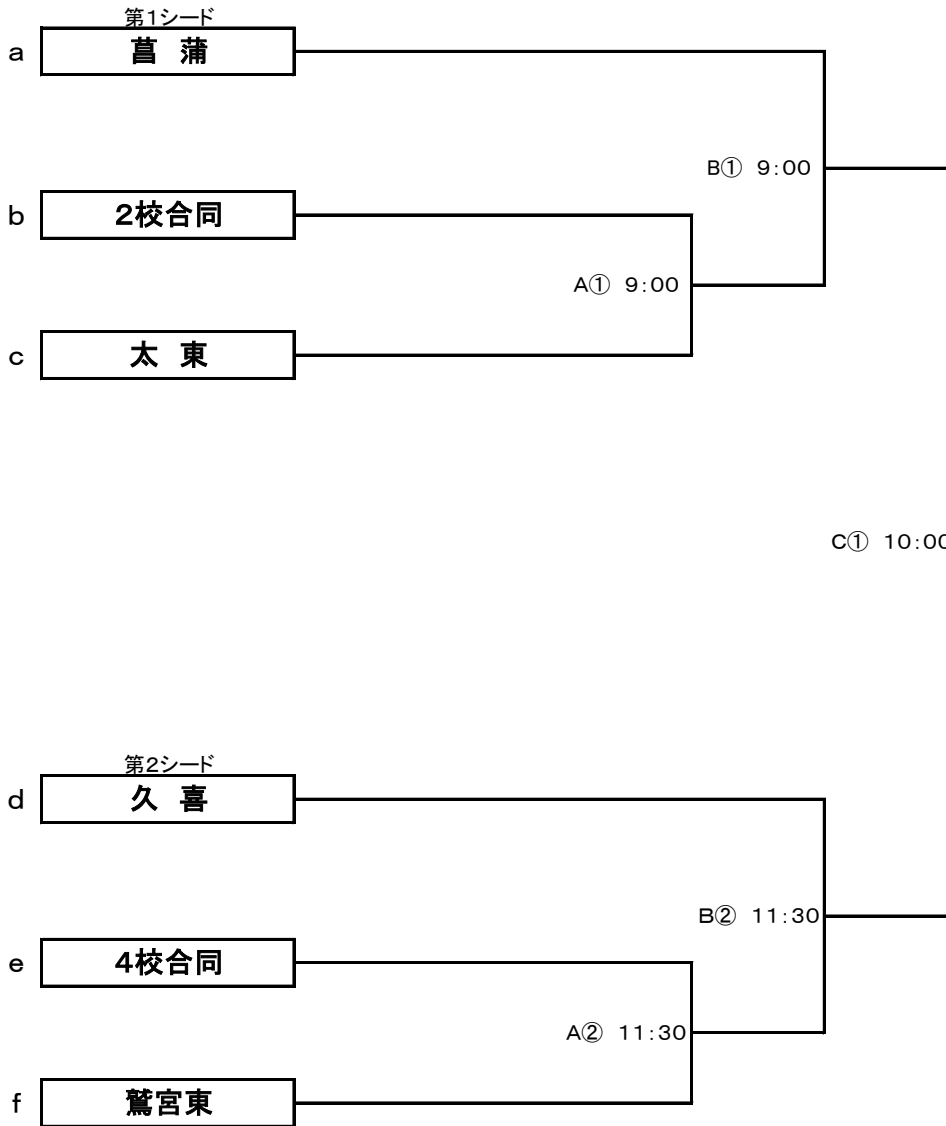 第1シード
a 菖 蒲
B① 9:00
b 2校合同
A① 9:00
c 太 東
C① 10:00
第2シード
d 久 喜
B② 11:30
e 4校合同
A② 11:30
f 鷲宮東